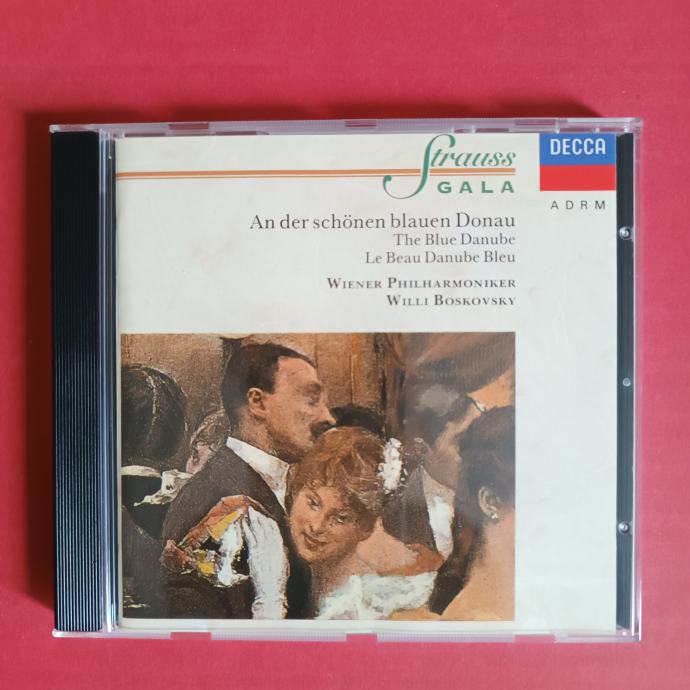 Strauss
GALA
DECCA
ADRM
An der schönen blauen Donau
The Blue Danube
Le Beau Danube Bleu
WIENER PHILHARMONIKER
WILLI BOSKOVSKY